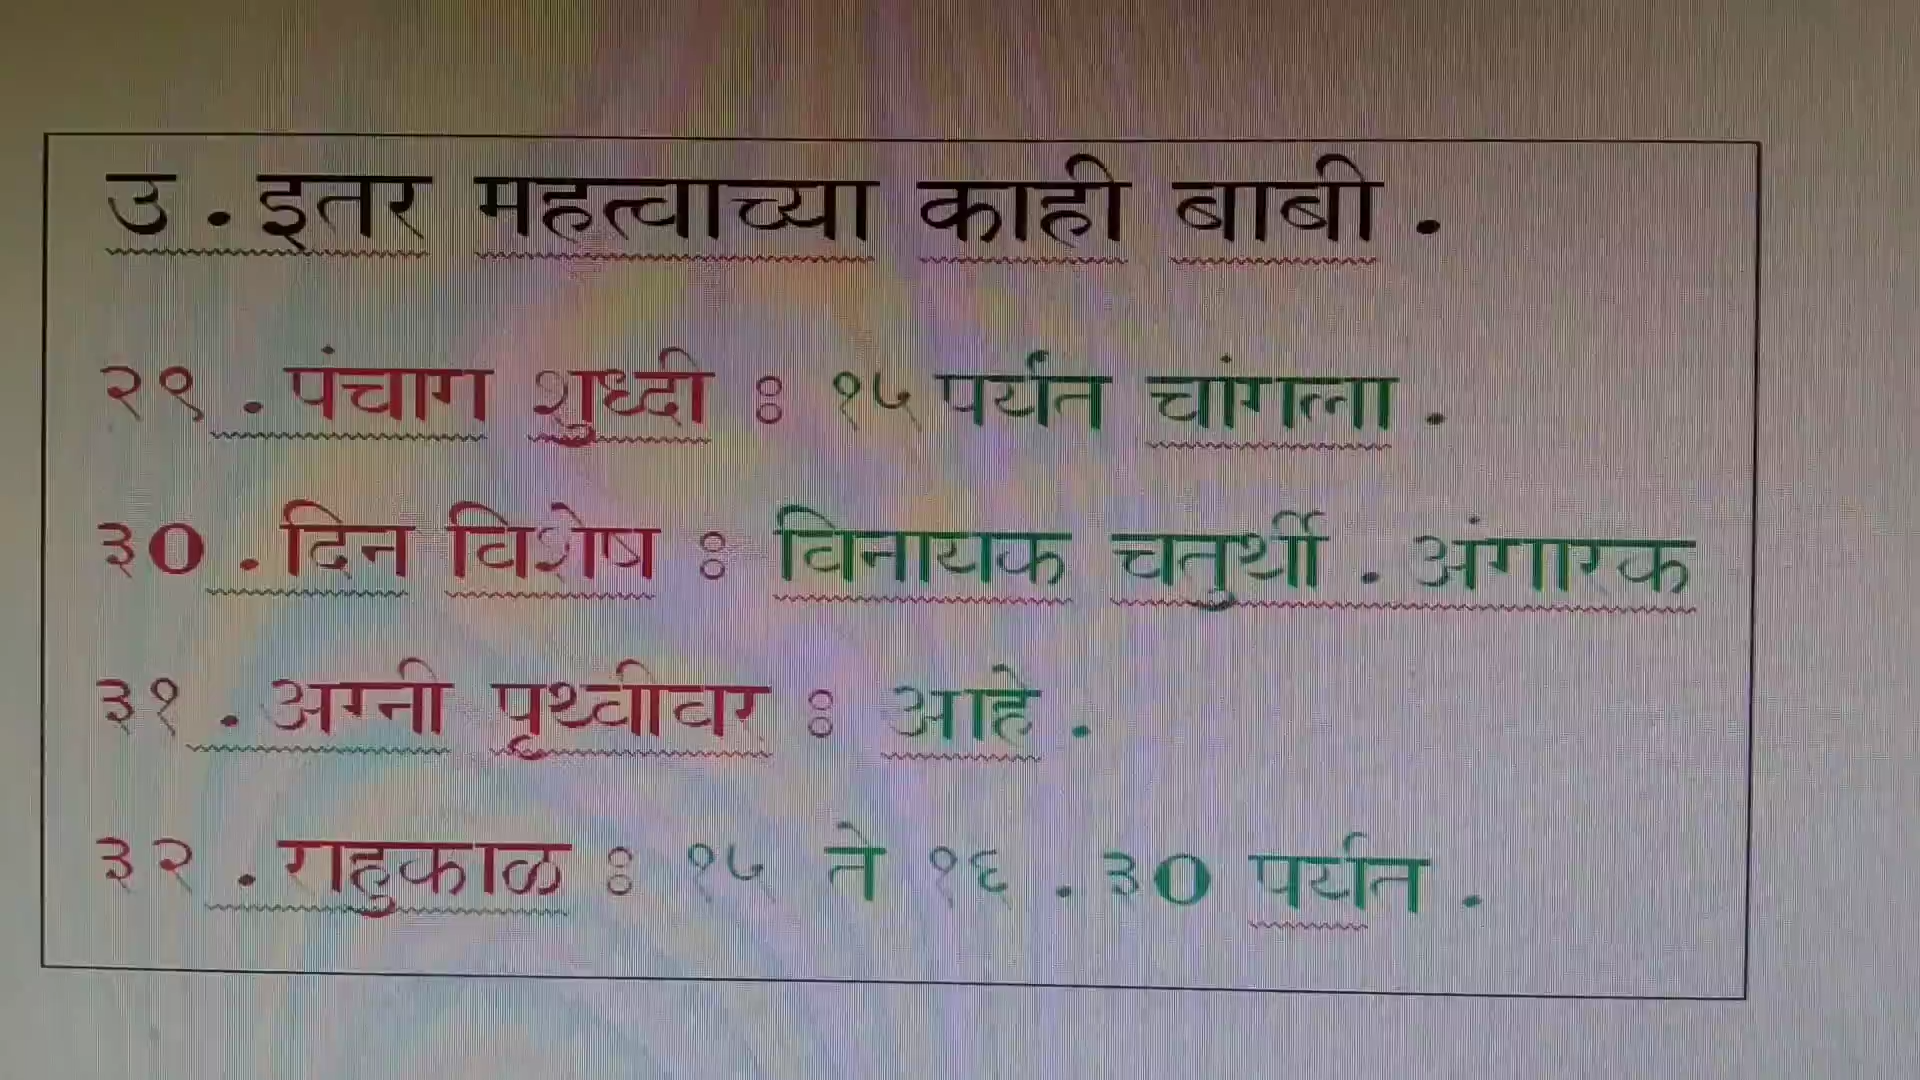 उ . इतर महत्वाच्या काही बाबी .
२९ . पंचाग शुध्दी : १५ पर्यंत चांगला .
३० . दिन विशेष : विनायक चतुर्थी . अंगारक
३१ . अग्नी पृथ्वीवर : आहे .
३२ . राहुकाळ : १५ ते १६ . ३० पर्यंत .